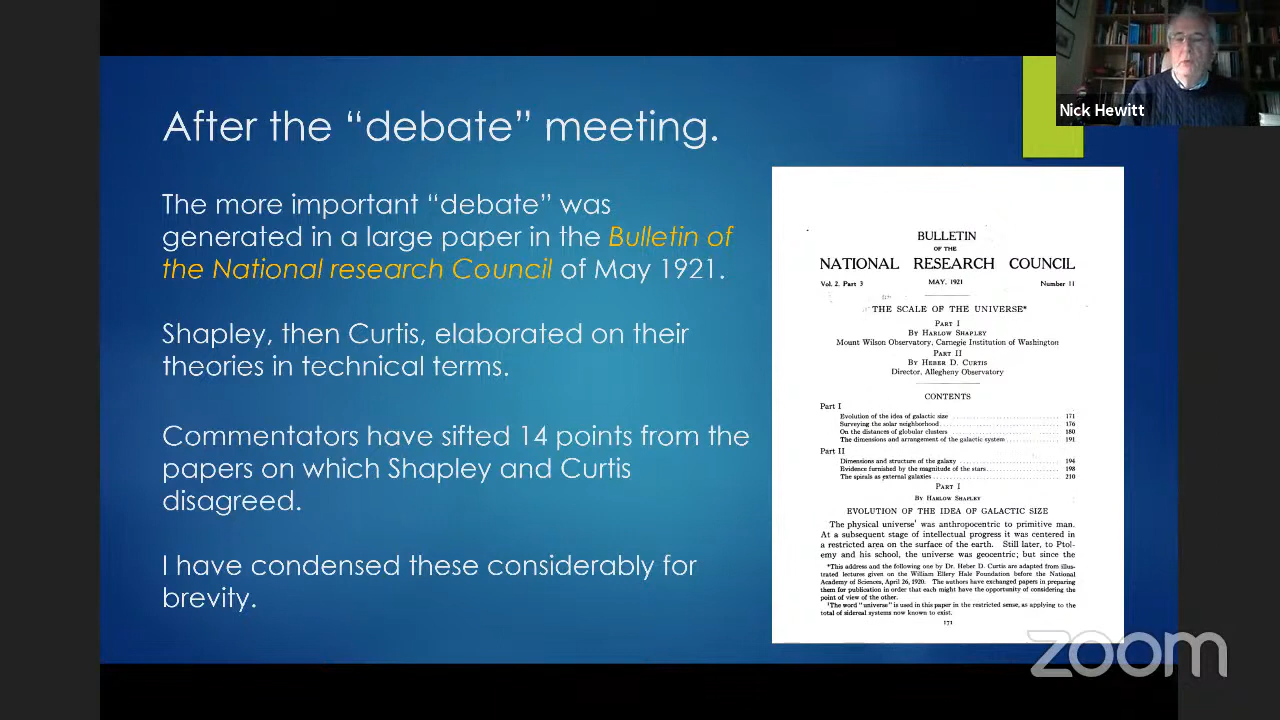 Nick Hewitt
After the “debate” meeting.
The more important “debate” was
generated in a large paper in the Bulletin of
the National research Council of May 1921.
Shapley, then Curtis, elaborated on their
theories in technical terms.
Commentators have sifted 14 points from the
papers on which Shapley and Curtis
disagreed.
I have condensed these considerably for
brevity.
BULLETIN
OF THE
NATIONAL RESEARCH COUNCIL
Vol. 2. Part 3 MAY, 1921 Number 11
THE SCALE OF THE UNIVERSE*
PART I
BY HARLOW SHAPLEY
Mount Wilson Observatory, Carnegie Institution of Washington
PART II
BY HEBER D. CURTIS
Director, Allegheny Observatory
CONTENTS
Part I
Evolution of the idea of galactic size 171
Surveying the solar neighborhood 176
On the distances of globular clusters 180
The dimensions and arrangement of the galactic system 191
Part II
Dimensions and structure of the galaxy 194
Evidence furnished by the magnitude of the stars 198
The spirals as external galaxies 210
PART I
BY HARLOW SHAPLEY
EVOLUTION OF THE IDEA OF GALACTIC SIZE
The physical universe¹ was anthropocentric to primitive man.
At a subsequent stage of intellectual progress it was centered in
a restricted area on the surface of the earth. Still later, to Ptol-
emy and his school, the universe was geocentric; but since the
*This address and the following one by Dr. Heber D. Curtis are adapted from illus-
trated lectures given on the William Ellery Hale Foundation before the National
Academy of Sciences, April 26, 1920. The authors have exchanged papers in preparing
them for publication in order that each might have the opportunity of considering the
point of view of the other.
¹The word "universe" is used in this paper in the restricted sense, as applying to the
total of sidereal systems now known to exist.
171
zoom